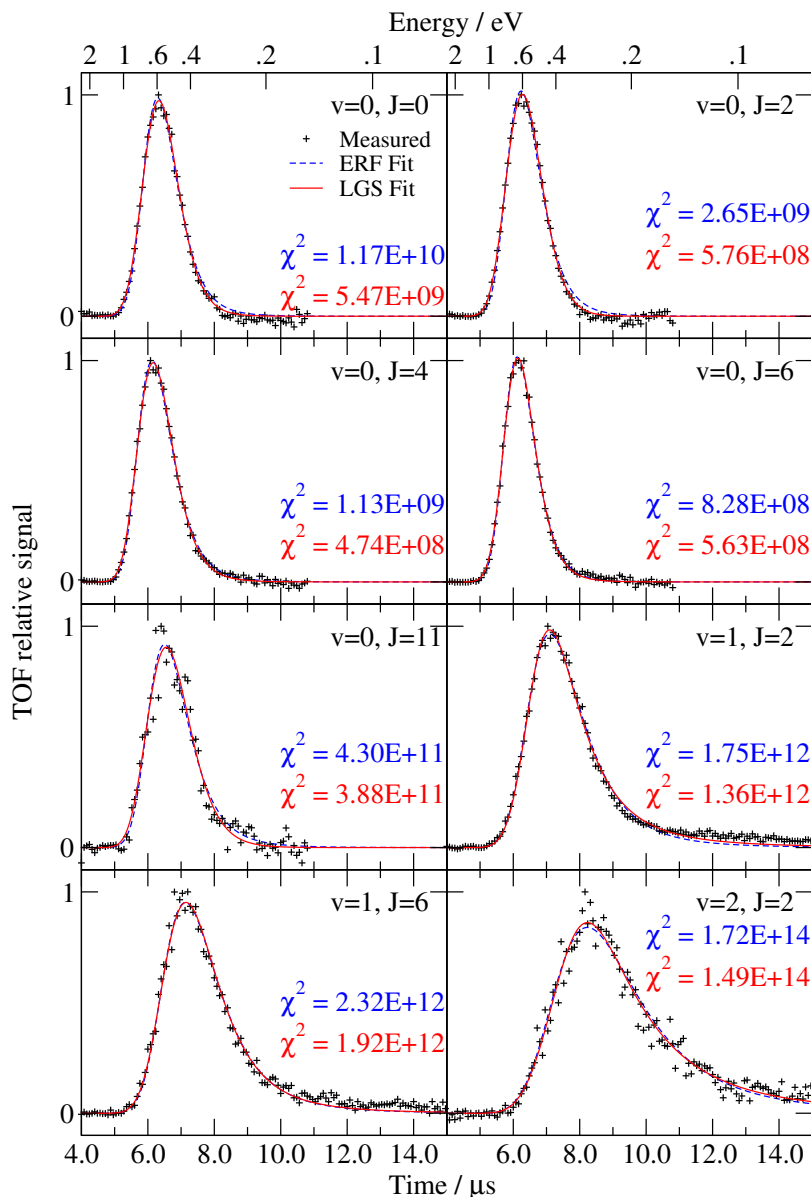 Energy / eV
2 1 .6 .4 .2 .1 2 1 .6 .4 .2 .1
1
v=0, J=0
+ Measured
ERF Fit
LGS Fit
χ² = 1.17E+10
χ² = 5.47E+09
0
v=0, J=2
χ² = 2.65E+09
χ² = 5.76E+08
1
v=0, J=4
χ² = 1.13E+09
χ² = 4.74E+08
0
v=0, J=6
χ² = 8.28E+08
χ² = 5.63E+08
TOF relative signal
1
v=0, J=11
χ² = 4.30E+11
χ² = 3.88E+11
0
v=1, J=2
χ² = 1.75E+12
χ² = 1.36E+12
1
v=1, J=6
χ² = 2.32E+12
χ² = 1.92E+12
0
v=2, J=2
χ² = 1.72E+14
χ² = 1.49E+14
4.0 6.0 8.0 10.0 12.0 14.0 6.0 8.0 10.0 12.0 14.0
Time / μs